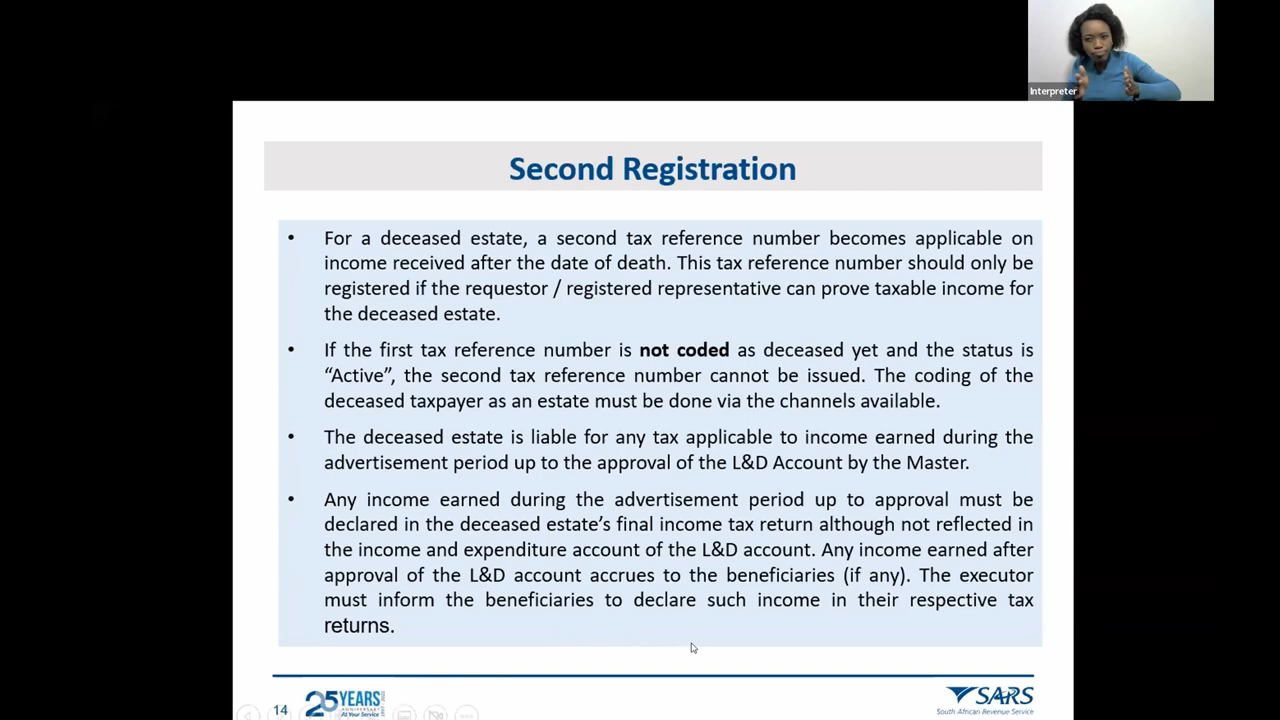 Interpreter
Second Registration
• For a deceased estate, a second tax reference number becomes applicable on
income received after the date of death. This tax reference number should only be
registered if the requestor / registered representative can prove taxable income for
the deceased estate.
• If the first tax reference number is not coded as deceased yet and the status is
“Active”, the second tax reference number cannot be issued. The coding of the
deceased taxpayer as an estate must be done via the channels available.
• The deceased estate is liable for any tax applicable to income earned during the
advertisement period up to the approval of the L&D Account by the Master.
• Any income earned during the advertisement period up to approval must be
declared in the deceased estate’s final income tax return although not reflected in
the income and expenditure account of the L&D account. Any income earned after
approval of the L&D account accrues to the beneficiaries (if any). The executor
must inform the beneficiaries to declare such income in their respective tax
returns.
14
25 YEARS
ANNIVERSARY
At Your Service
SARS
South African Revenue Service